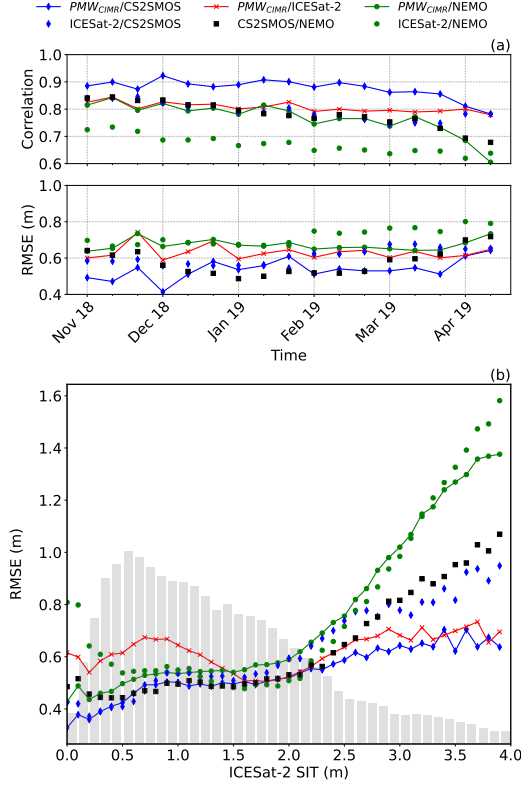 PMW_CIMR/CS2SMOS PMW_CIMR/ICESat-2 PMW_CIMR/NEMO
ICESat-2/CS2SMOS CS2SMOS/NEMO ICESat-2/NEMO
(a)
1.0
0.9
0.8
0.7
0.6
Correlation
1.0
0.8
0.6
0.4
RMSE (m)
Nov 18 Dec 18 Jan 19 Feb 19 Mar 19 Apr 19
Time
(b)
1.6
1.4
1.2
1.0
0.8
0.6
0.4
RMSE (m)
0.0 0.5 1.0 1.5 2.0 2.5 3.0 3.5 4.0
ICESat-2 SIT (m)